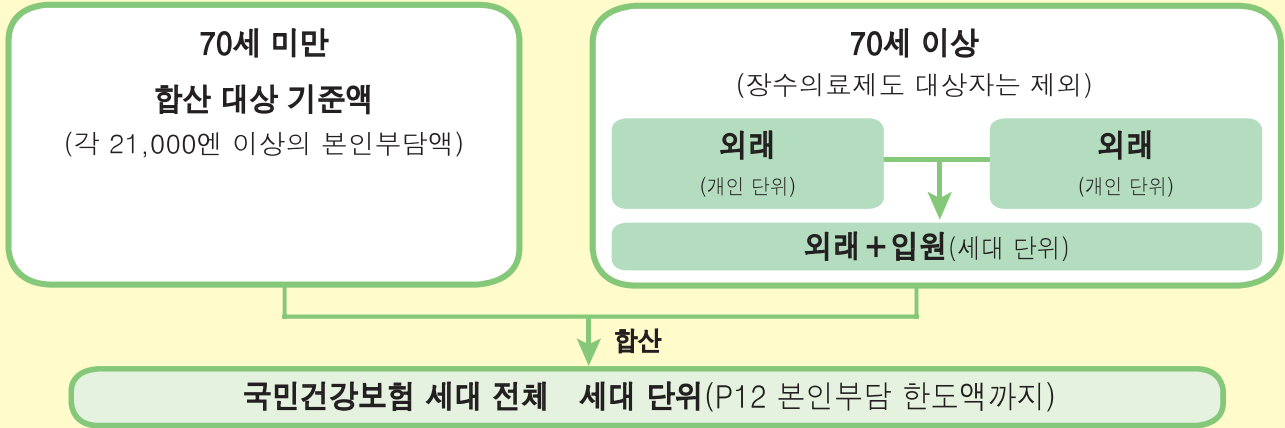 70세 미만
합산 대상 기준액
(각 21,000엔 이상의 본인부담액)
70세 이상
(장수의료제도 대상자는 제외)
외래
(개인 단위)
외래
(개인 단위)
외래+입원(세대 단위)
합산
국민건강보험 세대 전체 세대 단위(P12 본인부담 한도액까지)